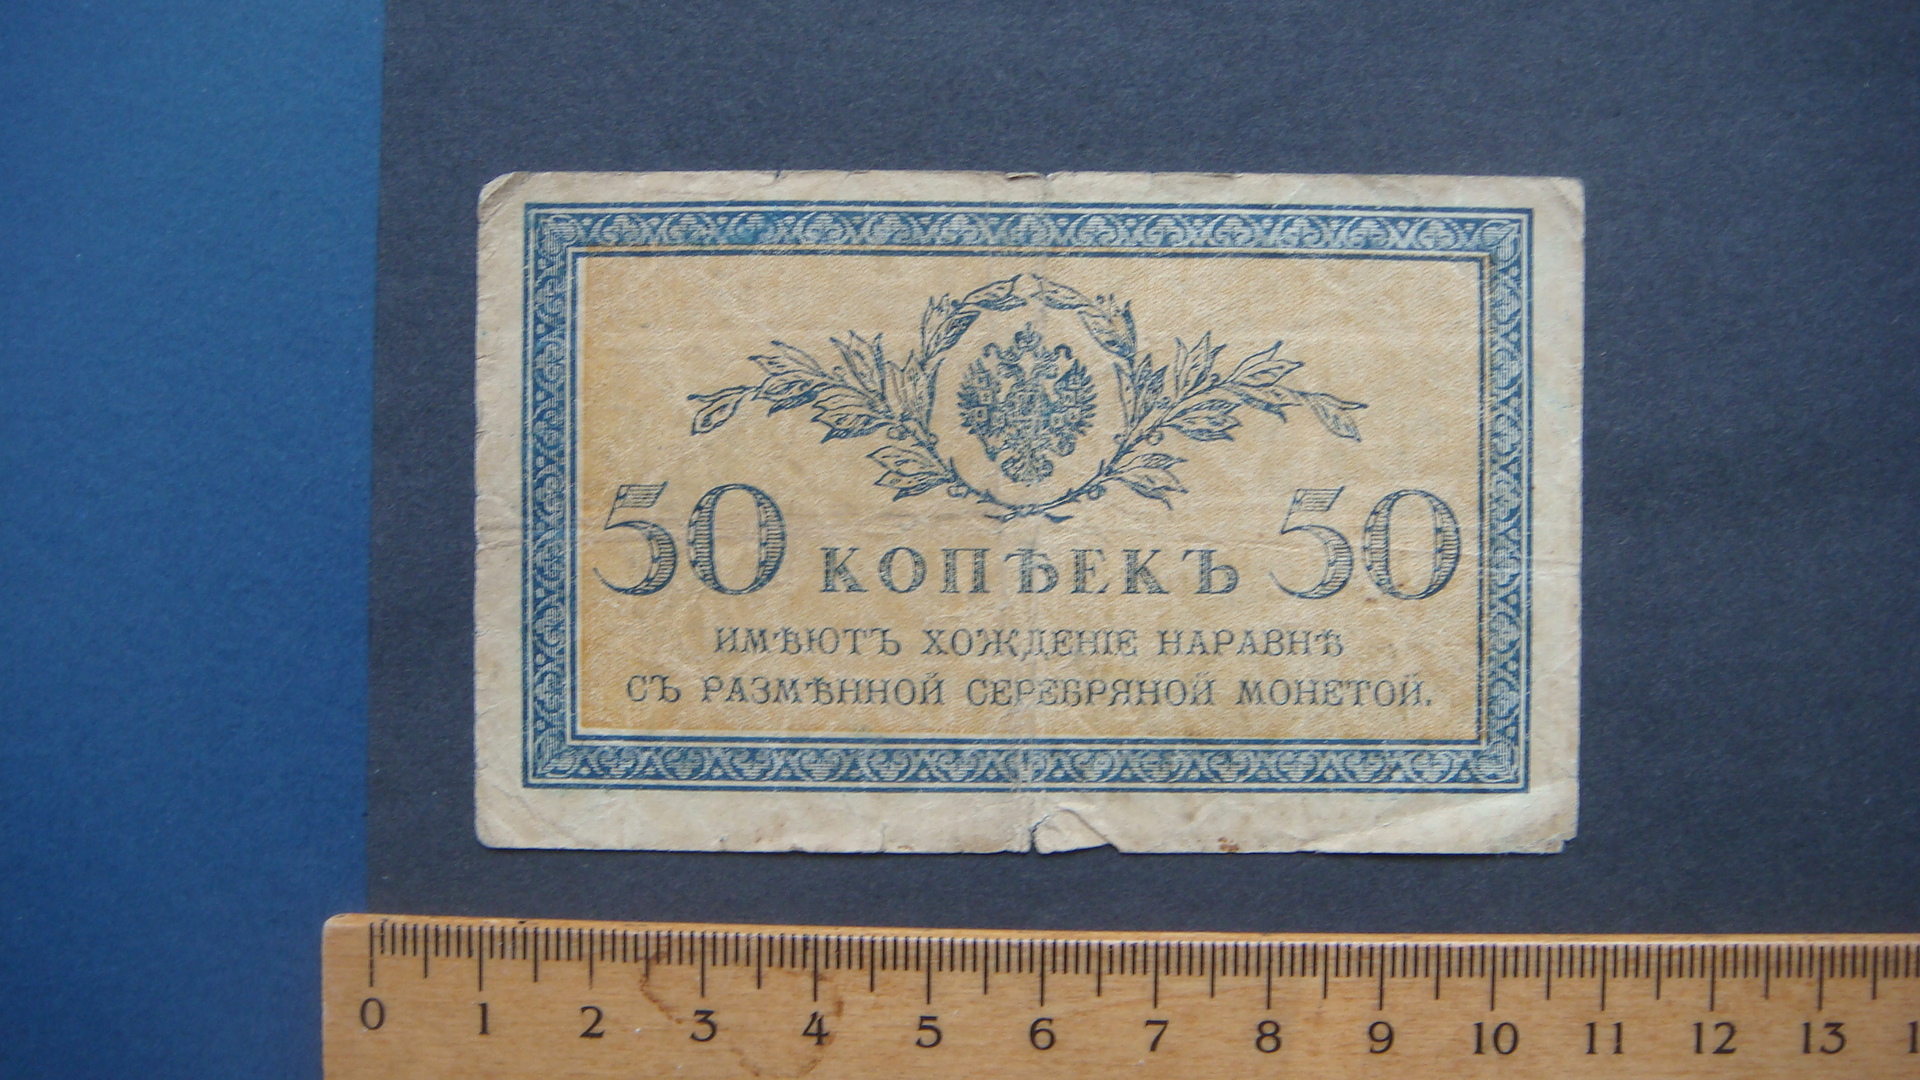 50 КОПѢЕКЪ 50
ИМѢЮТЪ ХОЖДЕНІЕ НАРАВНѢ
СЪ РАЗМѢННОЙ СЕРЕБРЯНОЙ МОНЕТОЙ.
0 1 2 3 4 5 6 7 8 9 10 11 12 13